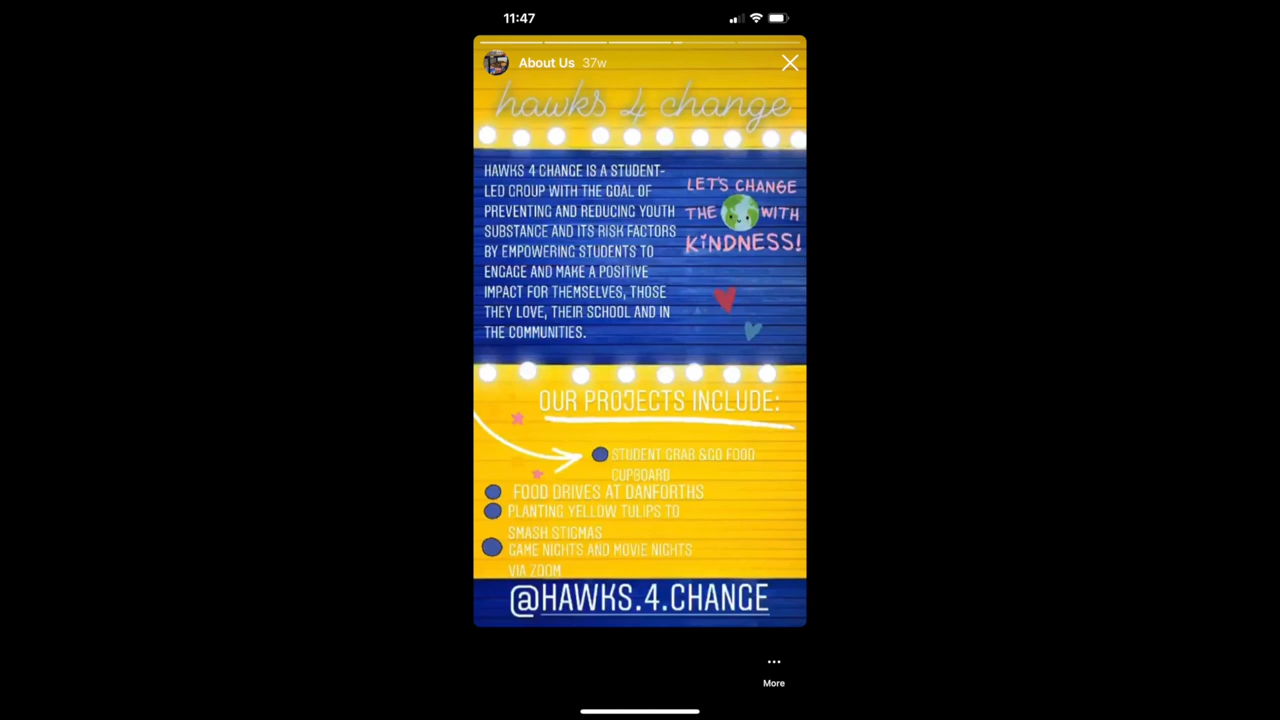 11:47
About Us 37w
hawks 4 change
HAWKS 4 CHANGE IS A STUDENT-
LED GROUP WITH THE GOAL OF
PREVENTING AND REDUCING YOUTH
SUBSTANCE AND ITS RISK FACTORS
BY EMPOWERING STUDENTS TO
ENGAGE AND MAKE A POSITIVE
IMPACT FOR THEMSELVES, THOSE
THEY LOVE, THEIR SCHOOL AND IN
THE COMMUNITIES.
LET'S CHANGE
THE WITH
KINDNESS!
OUR PROJECTS INCLUDE:
STUDENT GRAB &GO FOOD
CUPBOARD
FOOD DRIVES AT DANFORTHS
PLANTING YELLOW TULIPS TO
SMASH STIGMAS
GAME NIGHTS AND MOVIE NIGHTS
VIA ZOOM
@HAWKS.4.CHANGE
More